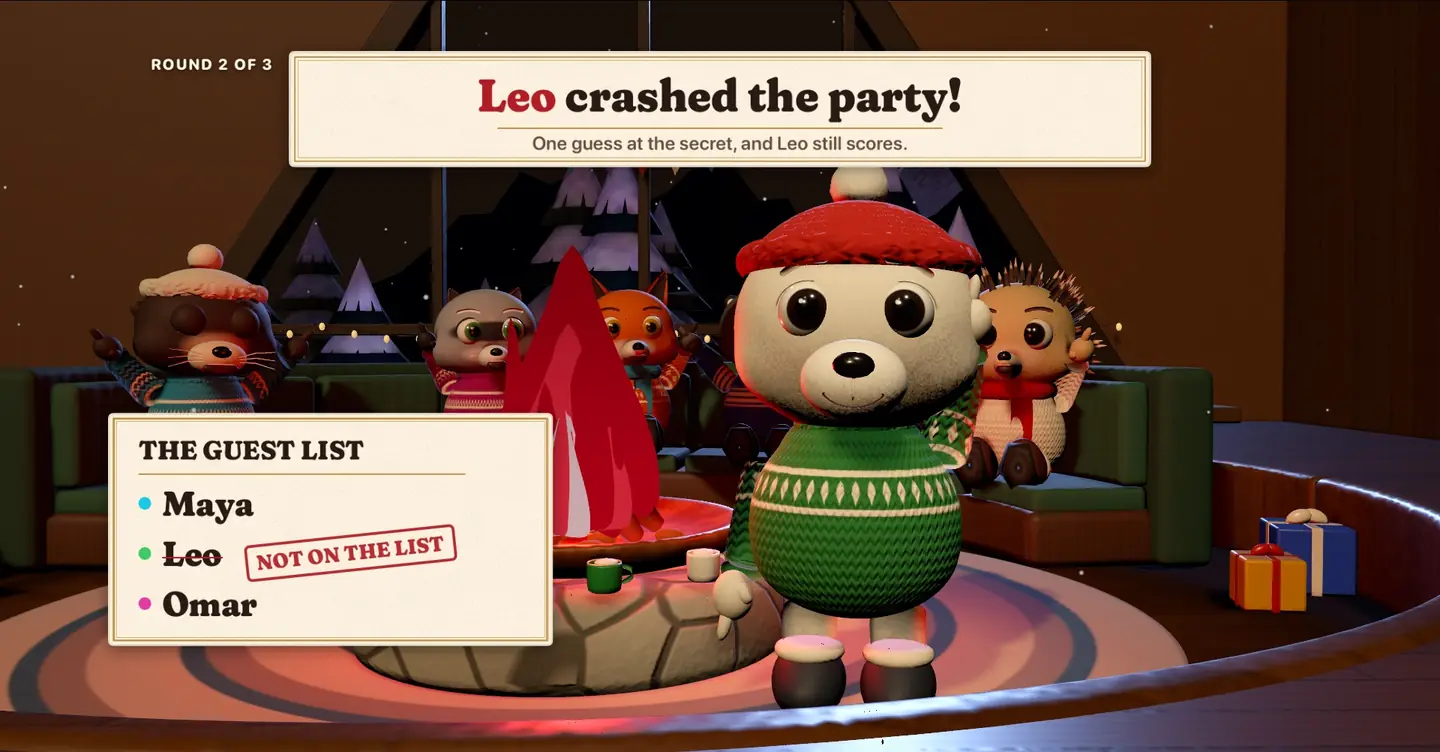 ROUND 2 OF 3
Leo crashed the party!
One guess at the secret, and Leo still scores.
THE GUEST LIST
Maya
Leo NOT ON THE LIST
Omar